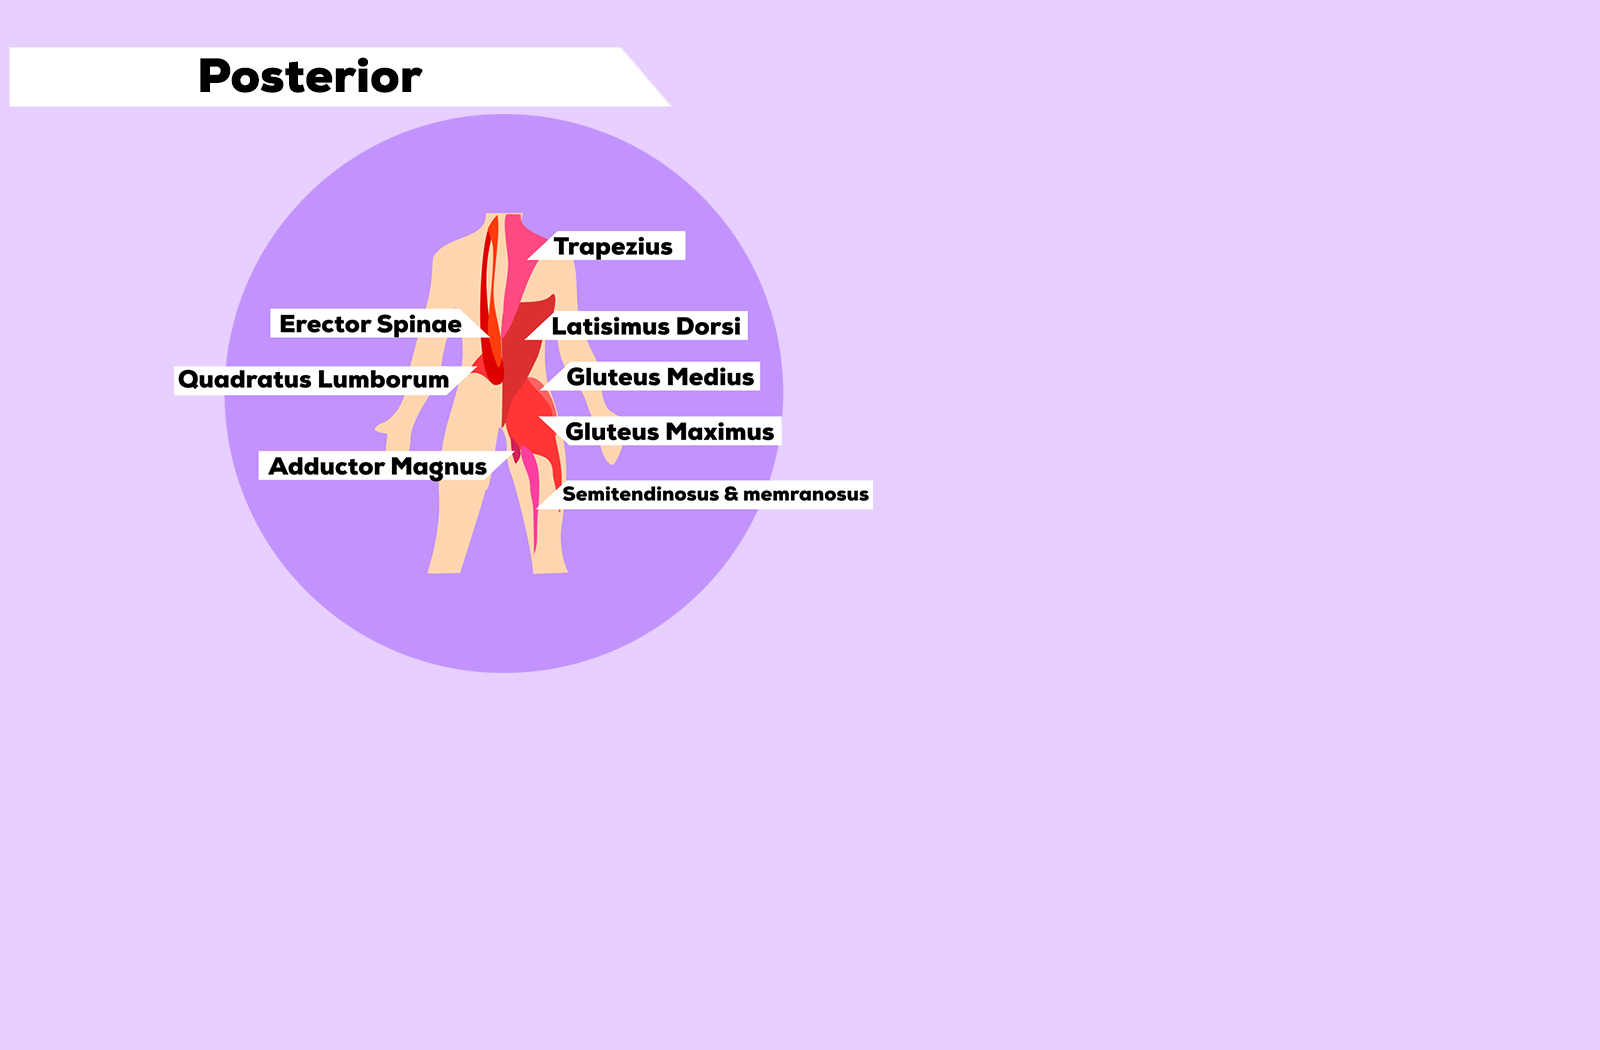 Posterior
Trapezius
Erector Spinae
Latisimus Dorsi
Quadratus Lumborum
Gluteus Medius
Gluteus Maximus
Adductor Magnus
Semitendinosus & memranosus